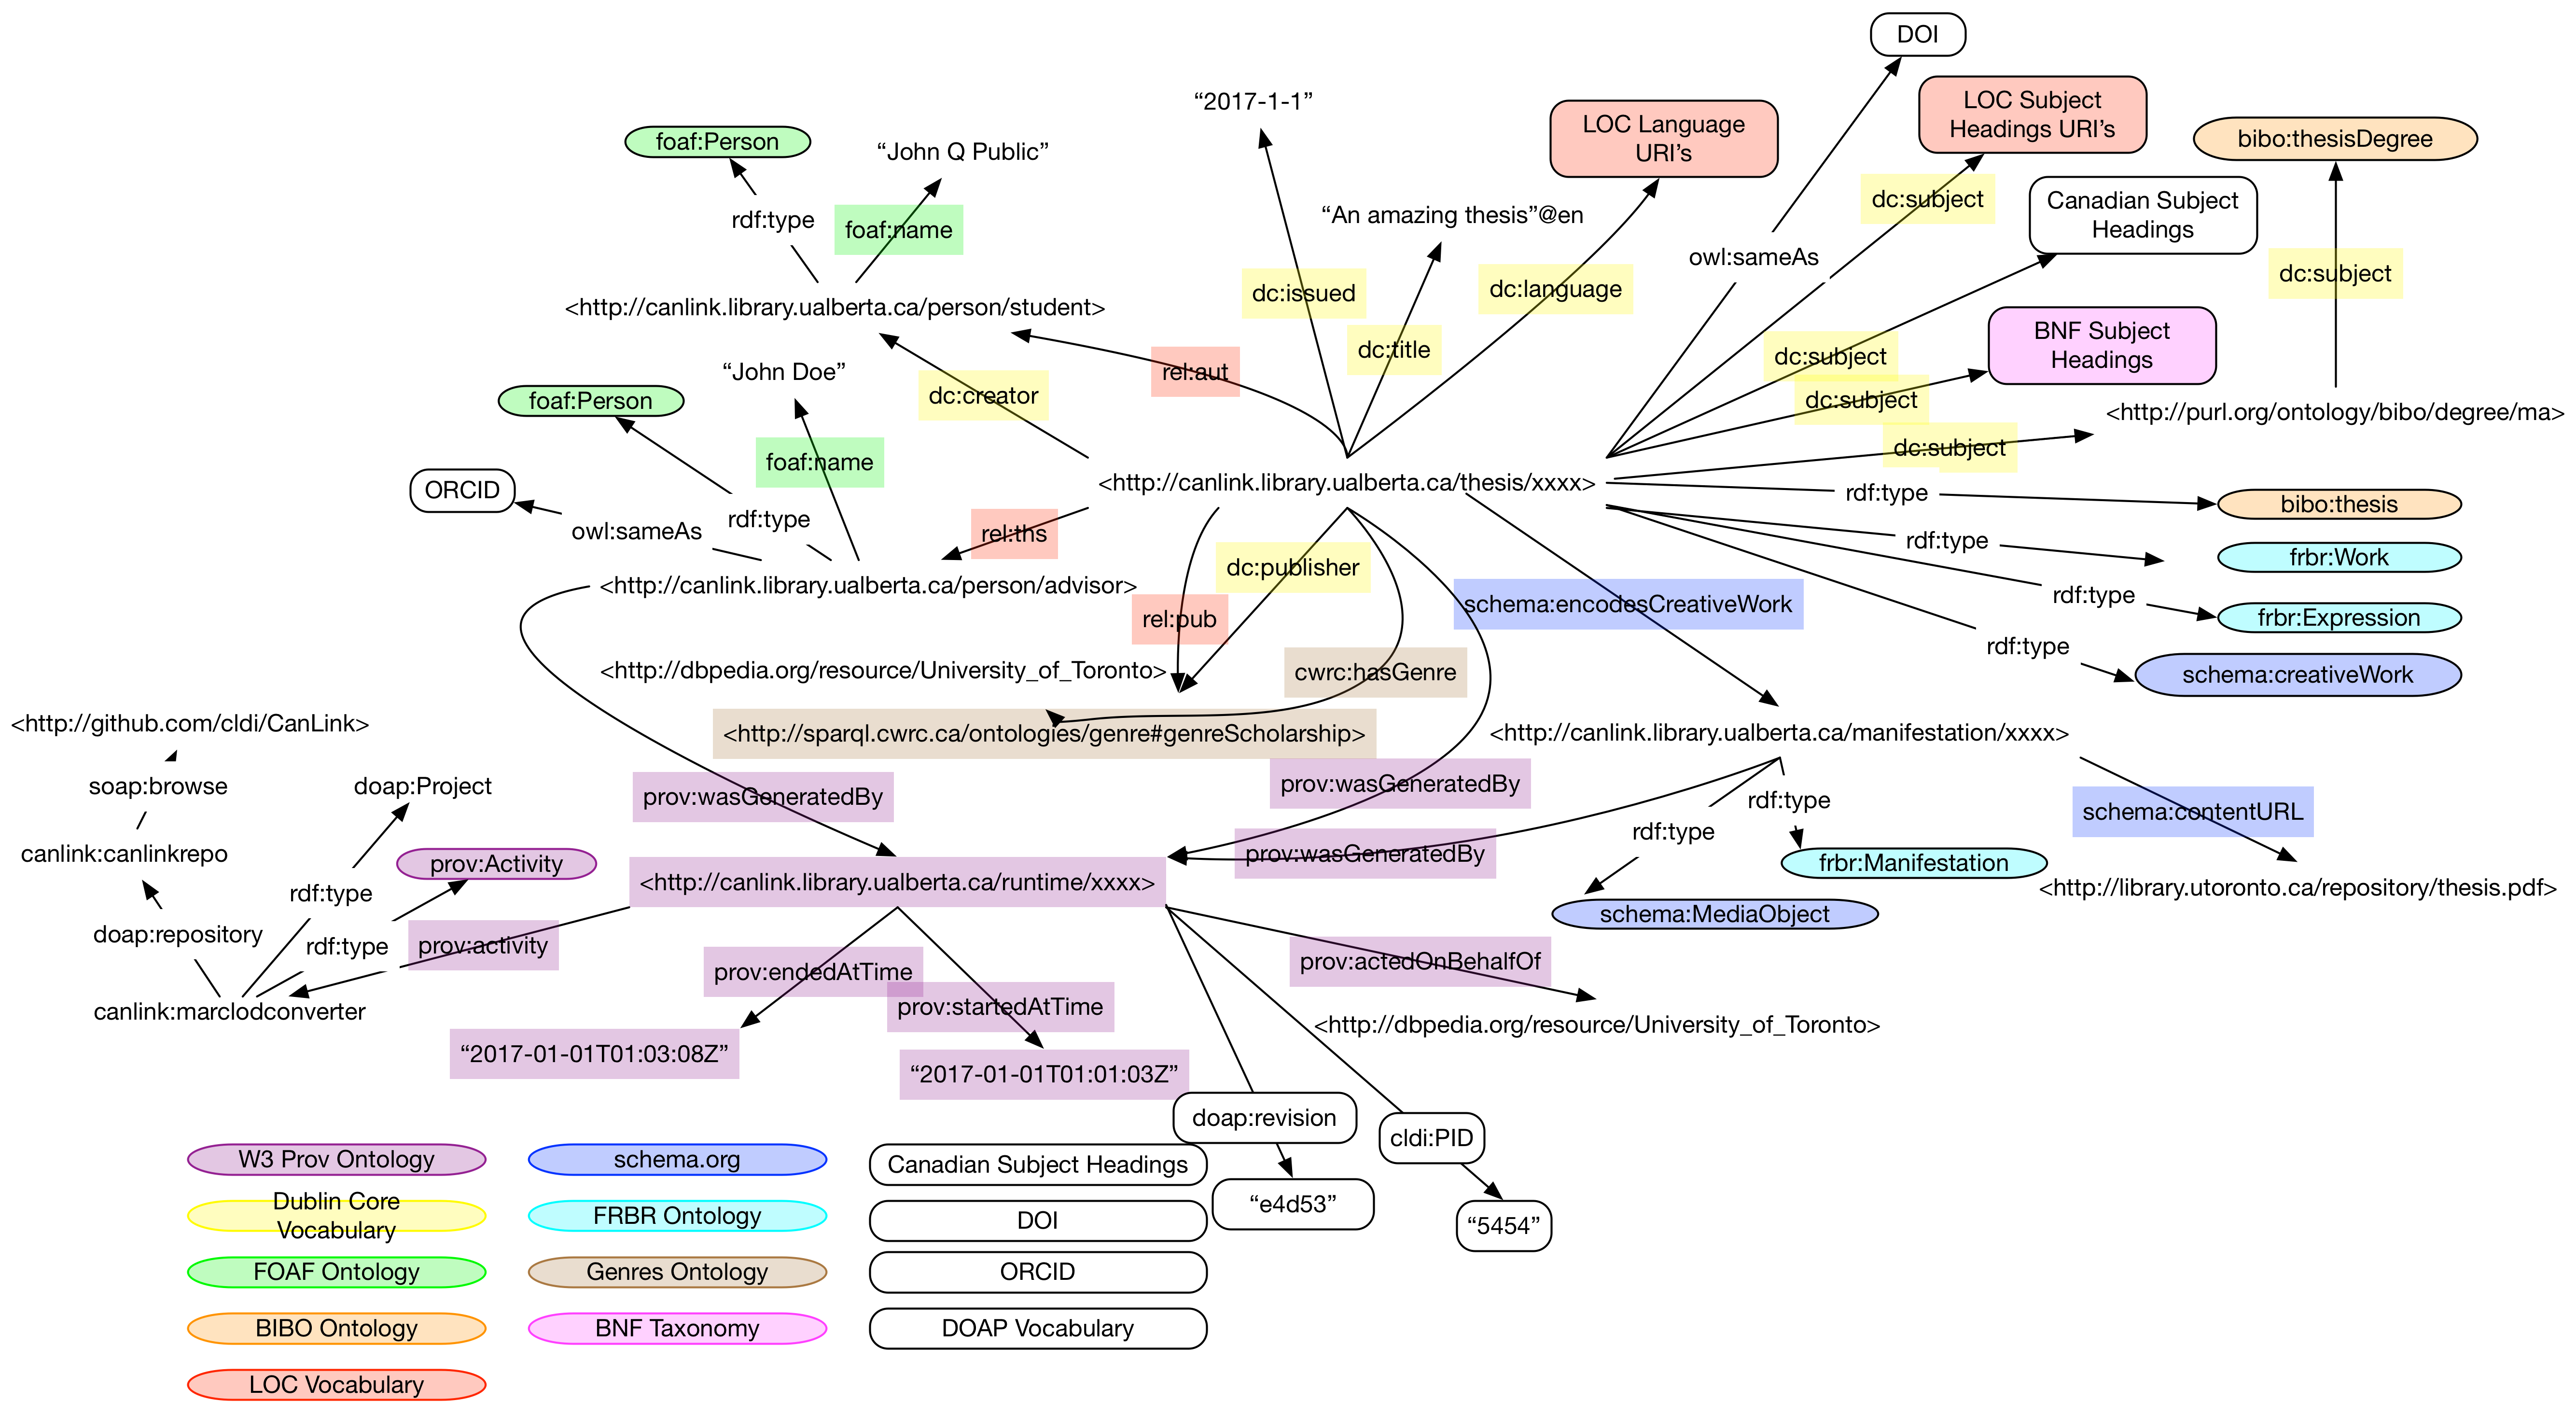 DOI
LOC Subject
Headings URI’s
“2017-1-1”
LOC Language
URI’s
foaf:Person
“John Q Public”
bibo:thesisDegree
dc:subject
Canadian Subject
Headings
rdf:type
foaf:name
“An amazing thesis”@en
owl:sameAs
dc:subject
dc:issued
dc:language
<http://canlink.library.ualberta.ca/person/student>
BNF Subject
Headings
dc:title
dc:subject
rel:aut
“John Doe”
dc:creator
foaf:Person
dc:subject
<http://purl.org/ontology/bibo/degree/ma>
dc:subject
foaf:name
ORCID
<http://canlink.library.ualberta.ca/thesis/xxxx>
rdf:type
bibo:thesis
rdf:type
owl:sameAs
rel:ths
rdf:type
frbr:Work
dc:publisher
<http://canlink.library.ualberta.ca/person/advisor>
rdf:type
schema:encodesCreativeWork
rel:pub
frbr:Expression
rdf:type
<http://dbpedia.org/resource/University_of_Toronto>
cwrc:hasGenre
schema:creativeWork
<http://github.com/cldi/CanLink>
<http://sparql.cwrc.ca/ontologies/genre#genreScholarship>
<http://canlink.library.ualberta.ca/manifestation/xxxx>
soap:browse
doap:Project
prov:wasGeneratedBy
prov:wasGeneratedBy
rdf:type
schema:contentURL
rdf:type
canlink:canlinkrepo
prov:Activity
prov:wasGeneratedBy
frbr:Manifestation
<http://canlink.library.ualberta.ca/runtime/xxxx>
<http://library.utoronto.ca/repository/thesis.pdf>
rdf:type
schema:MediaObject
doap:repository
rdf:type
prov:activity
prov:actedOnBehalfOf
prov:endedAtTime
prov:startedAtTime
canlink:marclodconverter
<http://dbpedia.org/resource/University_of_Toronto>
“2017-01-01T01:03:08Z”
“2017-01-01T01:01:03Z”
doap:revision
cldi:PID
“e4d53”
“5454”
W3 Prov Ontology
schema.org
Canadian Subject Headings
Dublin Core
Vocabulary
FRBR Ontology
DOI
FOAF Ontology
Genres Ontology
ORCID
BIBO Ontology
BNF Taxonomy
DOAP Vocabulary
LOC Vocabulary